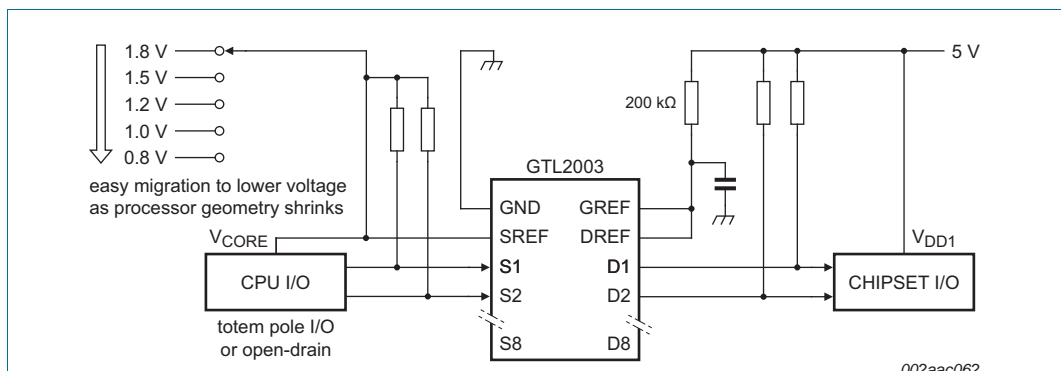 1.8 V
1.5 V
1.2 V
1.0 V
0.8 V
easy migration to lower voltage
as processor geometry shrinks
5 V
200 kΩ
GTL2003
GND
GREF
SREF
DREF
S1
D1
S2
D2
S8
D8
VCORE
CPU I/O
totem pole I/O
or open-drain
VDD1
CHIPSET I/O
002aac062